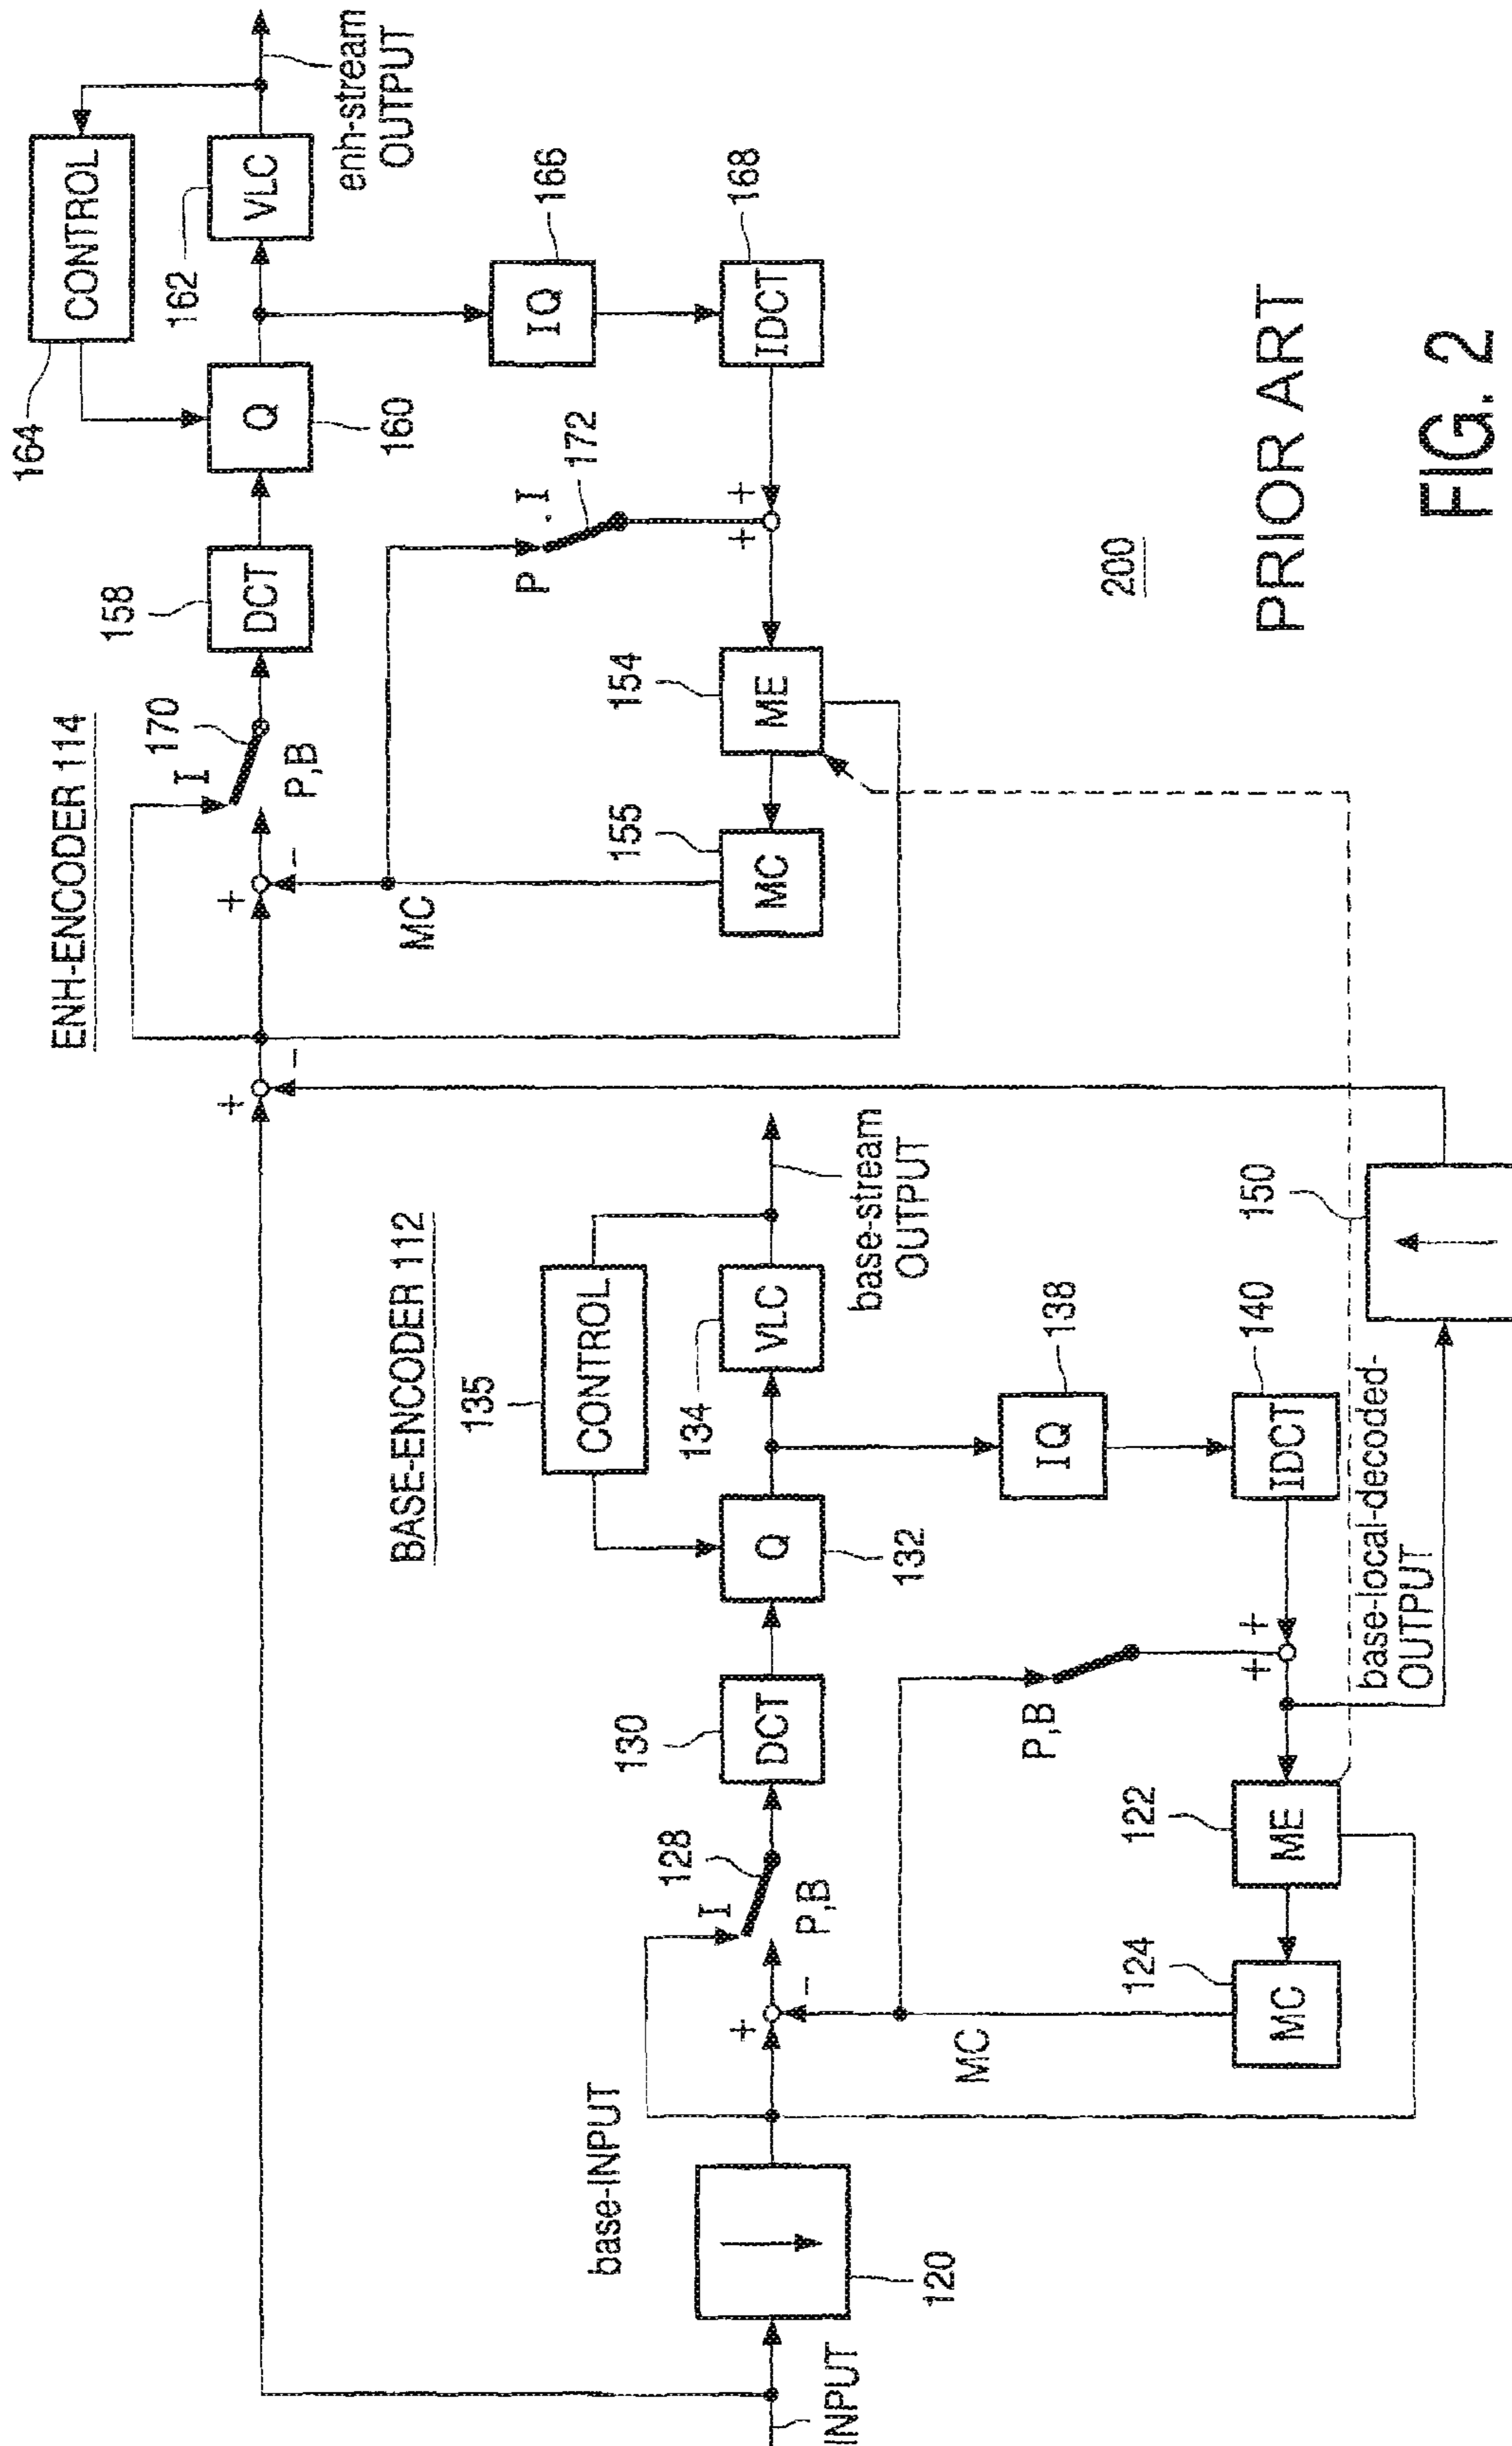 ENH-ENCODER 114
164
CONTROL
I
170
158
DCT
Q
160
162
VLC
enh-stream
OUTPUT
P,B
+
-
+
-
MC
P
. I
172
IQ
166
IDCT
168
+
+
155
MC
154
ME
BASE-ENCODER 112
135
CONTROL
base-INPUT
INPUT
120
+
-
I
128
P,B
130
DCT
Q
132
134
VLC
base-stream
OUTPUT
MC
P,B
IQ
138
IDCT
140
+
+
124
MC
122
ME
base-local-decoded-
OUTPUT
150
200
PRIOR ART
FIG. 2